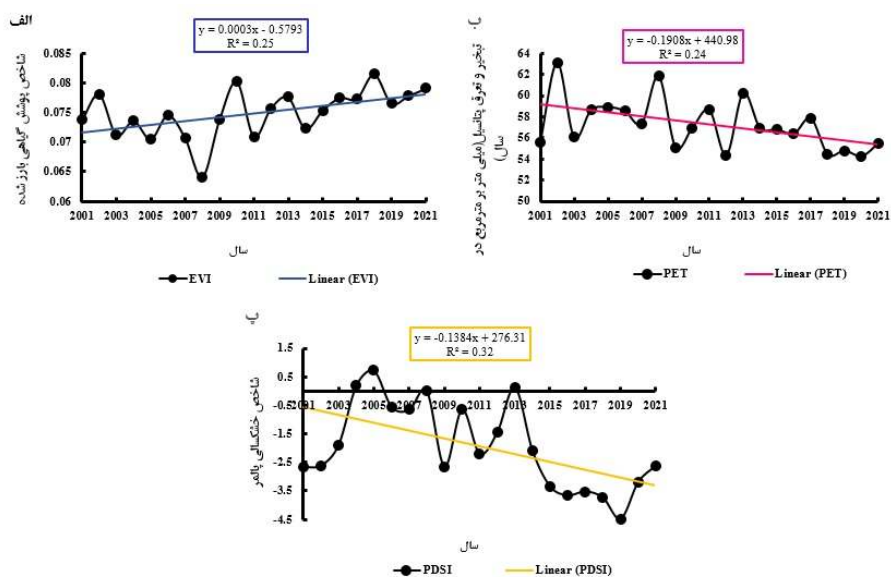 الف
y = 0.0003x - 0.5793
R² = 0.25
0.085
0.08
0.075
0.07
0.065
0.06
شاخص پوشش گیاهی بارز شده
2001 2003 2005 2007 2009 2011 2013 2015 2017 2019 2021
سال
EVI
Linear (EVI)
ب
y = -0.1908x + 440.98
R² = 0.24
64
62
60
58
56
54
52
50
تبخیر و تعرق پتانسیل(میلی متر بر مترمربع در
سال)
2001 2003 2005 2007 2009 2011 2013 2015 2017 2019 2021
سال
PET
Linear (PET)
پ
y = -0.1384x + 276.31
R² = 0.32
1.5
0.5
-0.5
-1.5
-2.5
-3.5
-4.5
شاخص خشکسالی پالمر
2001 2003 2005 2007 2009 2011 2013 2015 2017 2019 2021
سال
PDSI
Linear (PDSI)